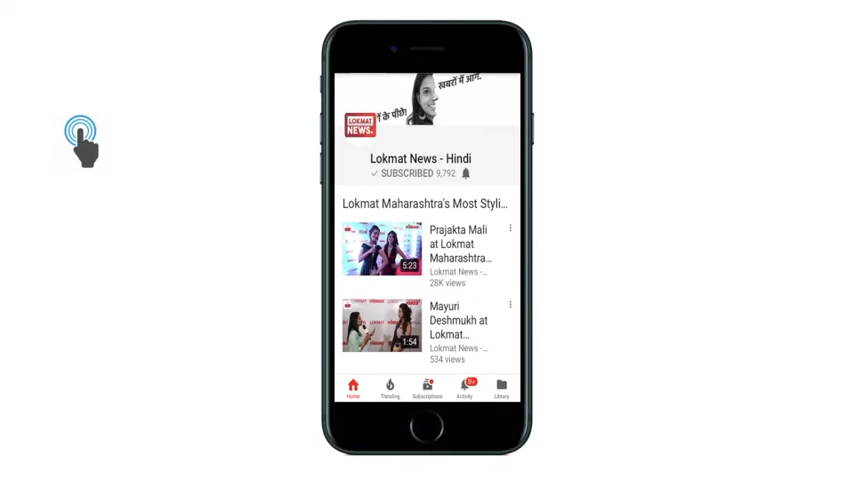 खबरों में आगे.
के पीछे!
LOKMAT
NEWS.
Lokmat News - Hindi
SUBSCRIBED 9,792
Lokmat Maharashtra's Most Styli...
Prajakta Mali
at Lokmat
Maharashtra...
Lokmat News -...
28K views
5:23
Mayuri
Deshmukh at
Lokmat...
Lokmat News -...
534 views
1:54
9+
Home Trending Subscriptions Activity Library